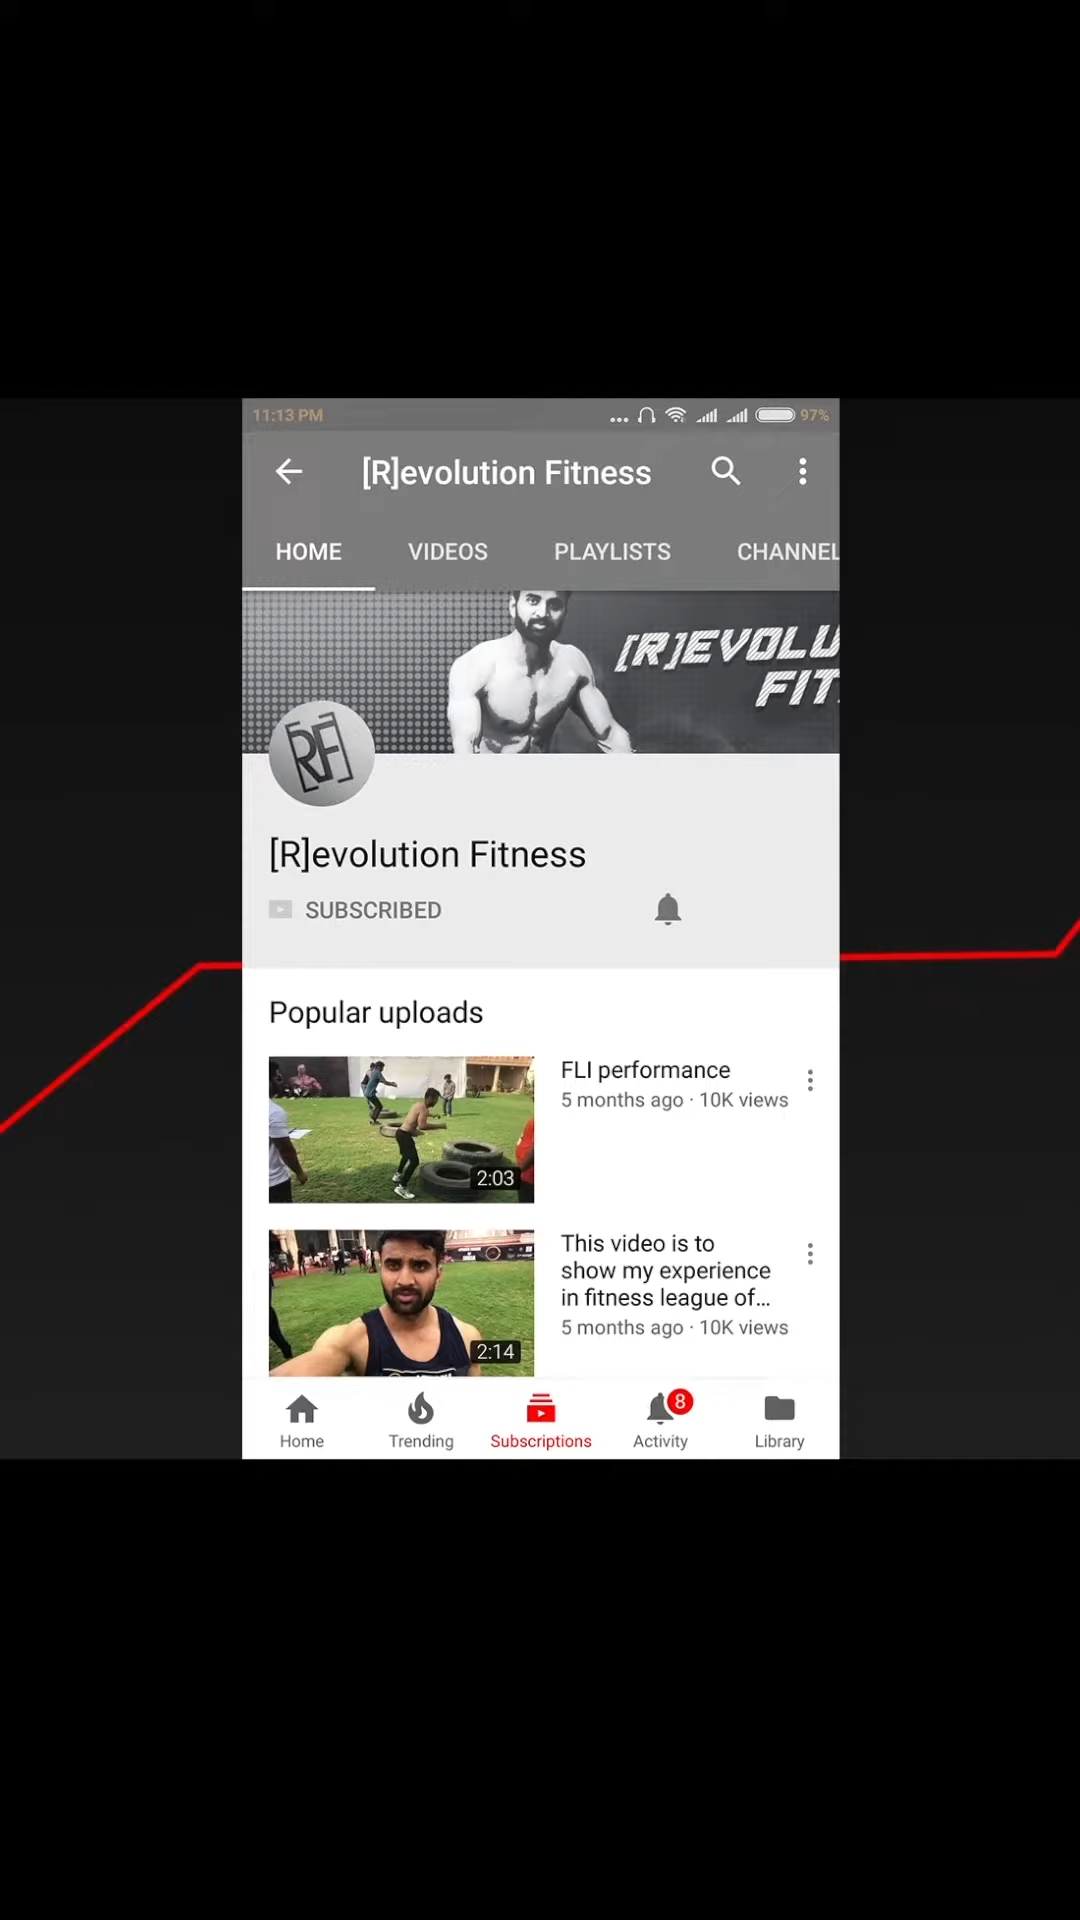 11:13 PM
97%
[R]evolution Fitness
HOME
VIDEOS
PLAYLISTS
CHANNEL
[R]EVOLU
FIT
RF
[R]evolution Fitness
SUBSCRIBED
Popular uploads
FLI performance
5 months ago · 10K views
2:03
This video is to
show my experience
in fitness league of...
5 months ago · 10K views
2:14
Home
Trending
Subscriptions
8
Activity
Library